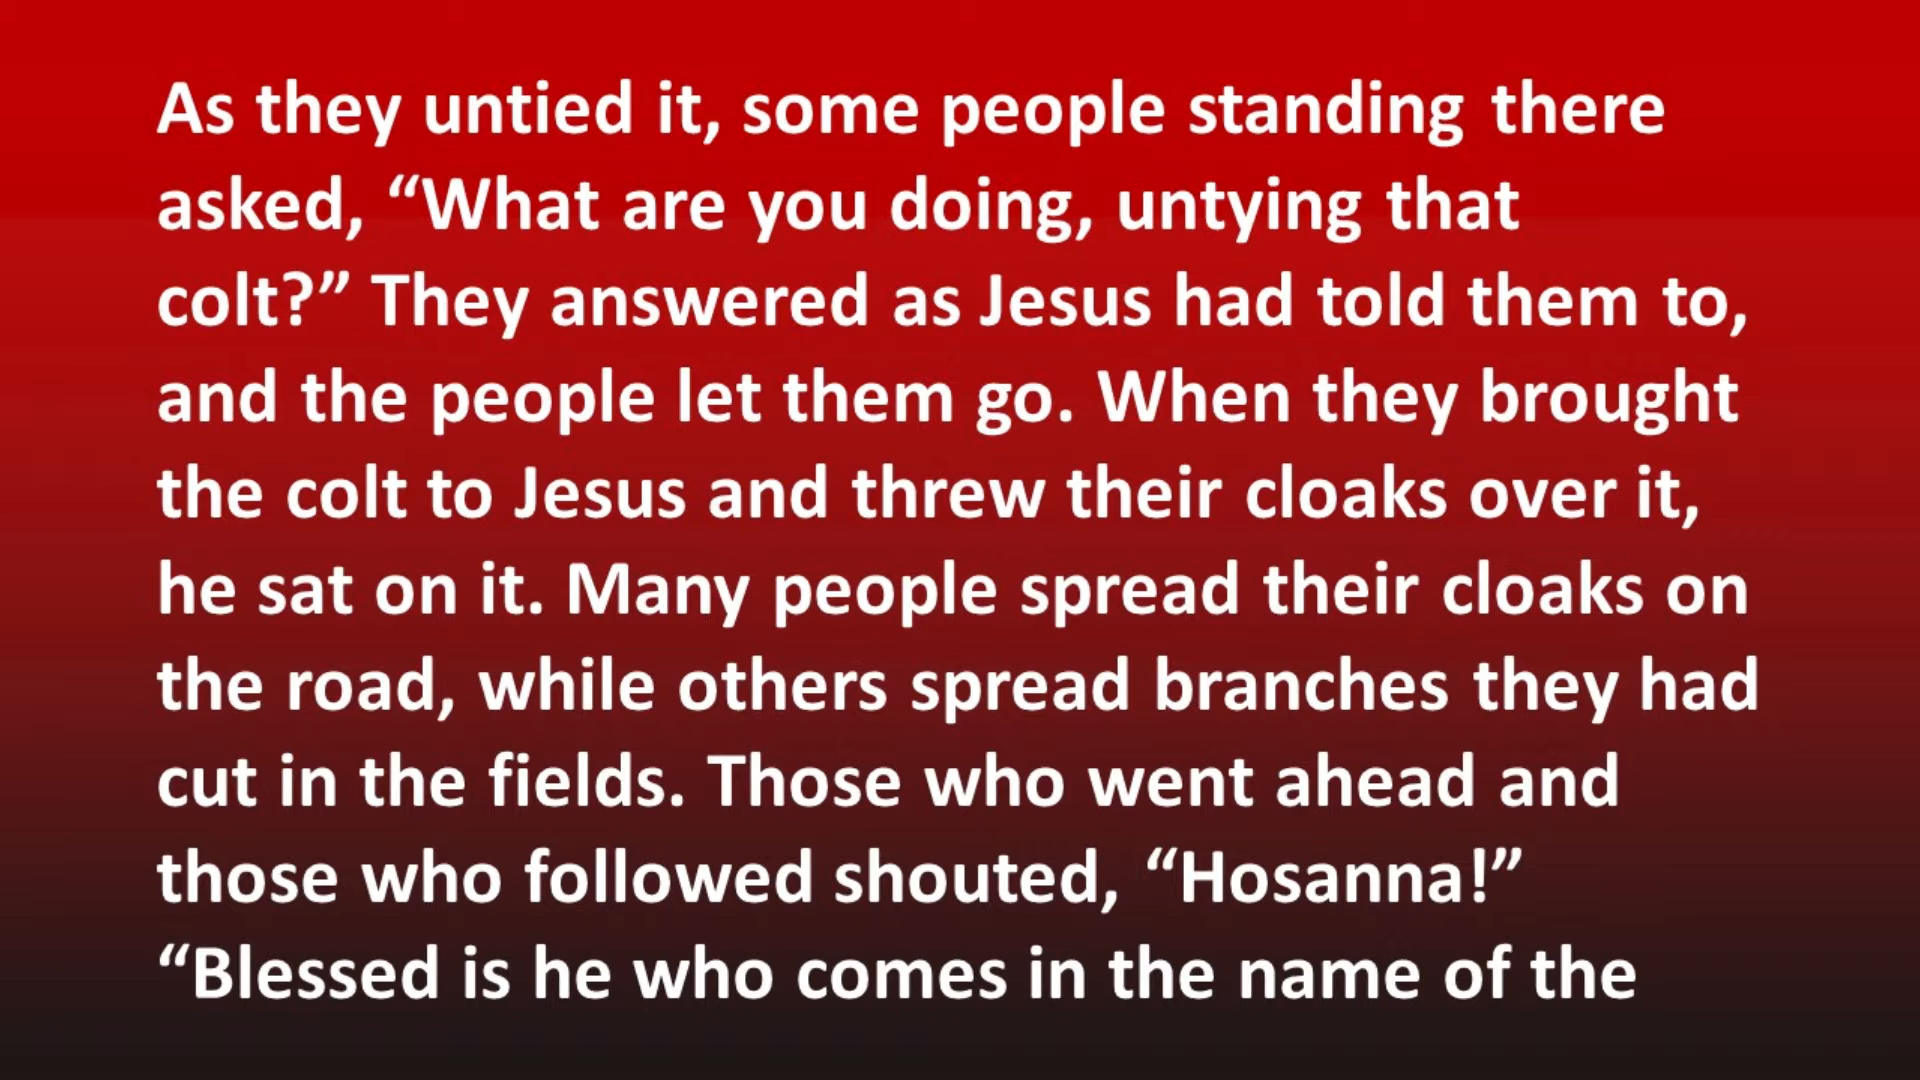 As they untied it, some people standing there
asked, “What are you doing, untying that
colt?” They answered as Jesus had told them to,
and the people let them go. When they brought
the colt to Jesus and threw their cloaks over it,
he sat on it. Many people spread their cloaks on
the road, while others spread branches they had
cut in the fields. Those who went ahead and
those who followed shouted, “Hosanna!”
“Blessed is he who comes in the name of the